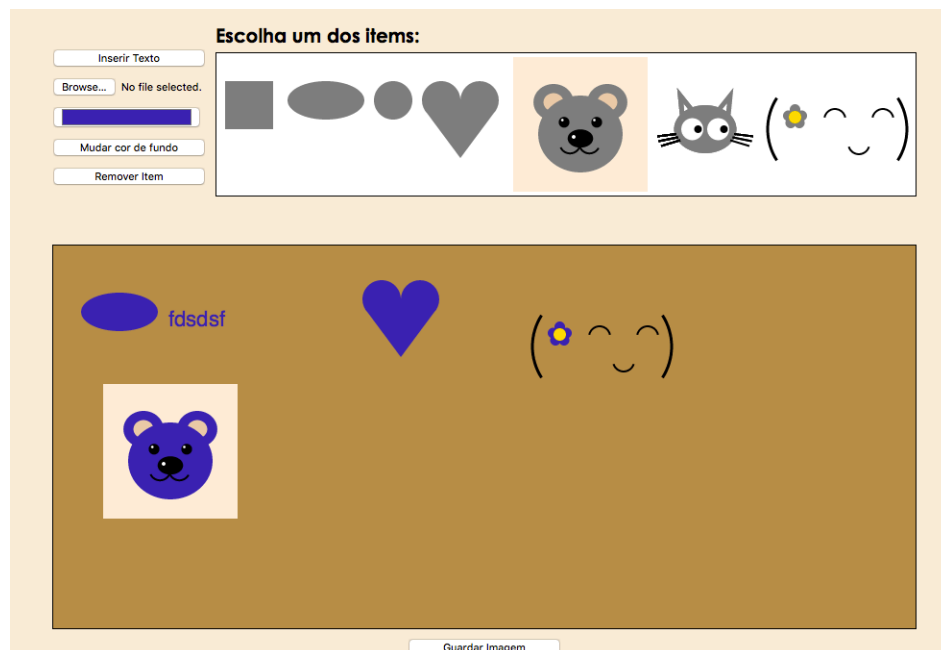 Escolha um dos items:
Inserir Texto
Browse... No file selected.
Mudar cor de fundo
Remover Item
fdsdsf
Guardar Imagem